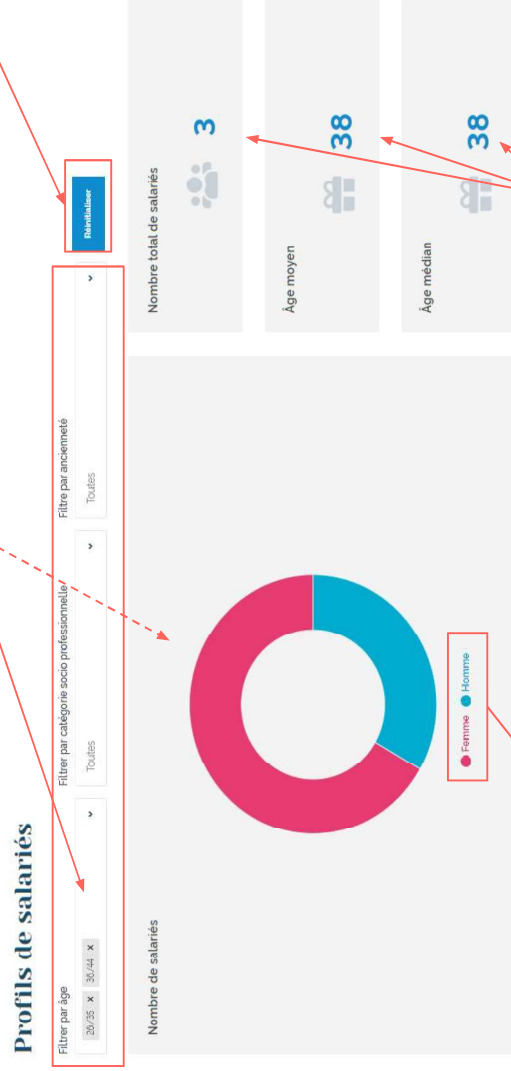 Profils de salariés
Filtrer par âge
Filtrer par catégorie socio professionnelle
Filtre par ancienneté
26/35 x 36/44 x
Toutes
Toutes
Réinitialiser
Nombre de salariés
Femme Homme
Nombre total de salariés
3
Âge moyen
38
Âge médian
38